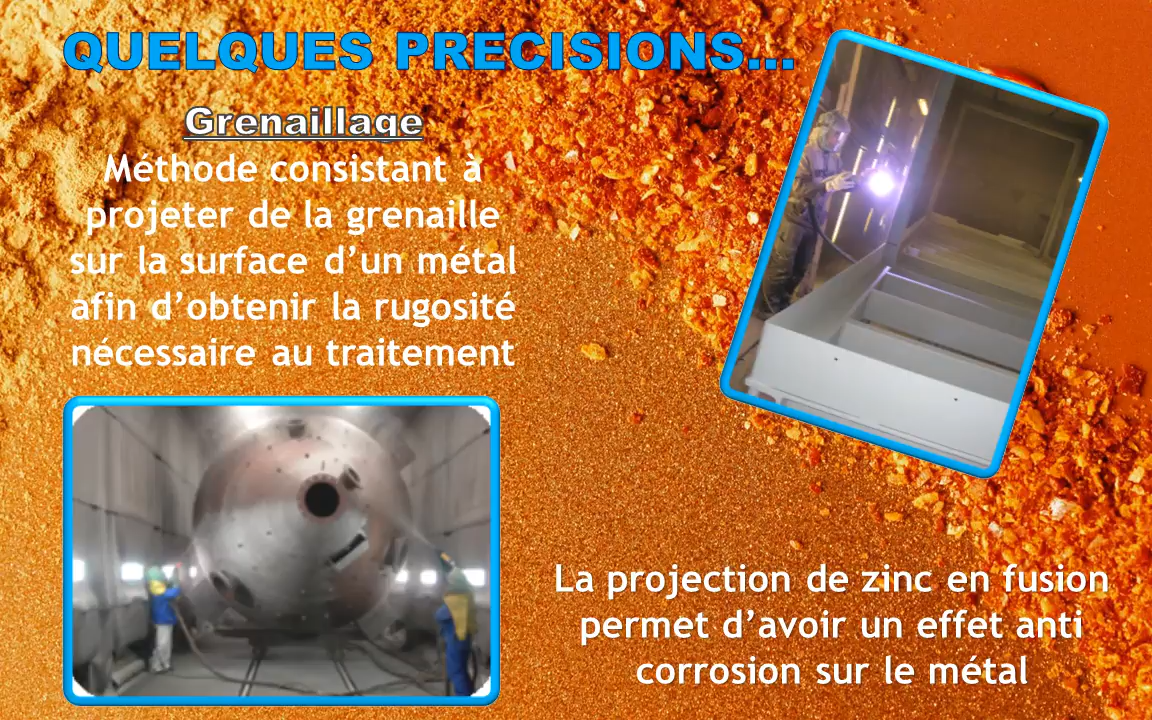 QUELQUES PRECISIONS...
Grenaillage
Méthode consistant à
projeter de la grenaille
sur la surface d’un métal
afin d’obtenir la rugosité
nécessaire au traitement
La projection de zinc en fusion
permet d’avoir un effet anti
corrosion sur le métal